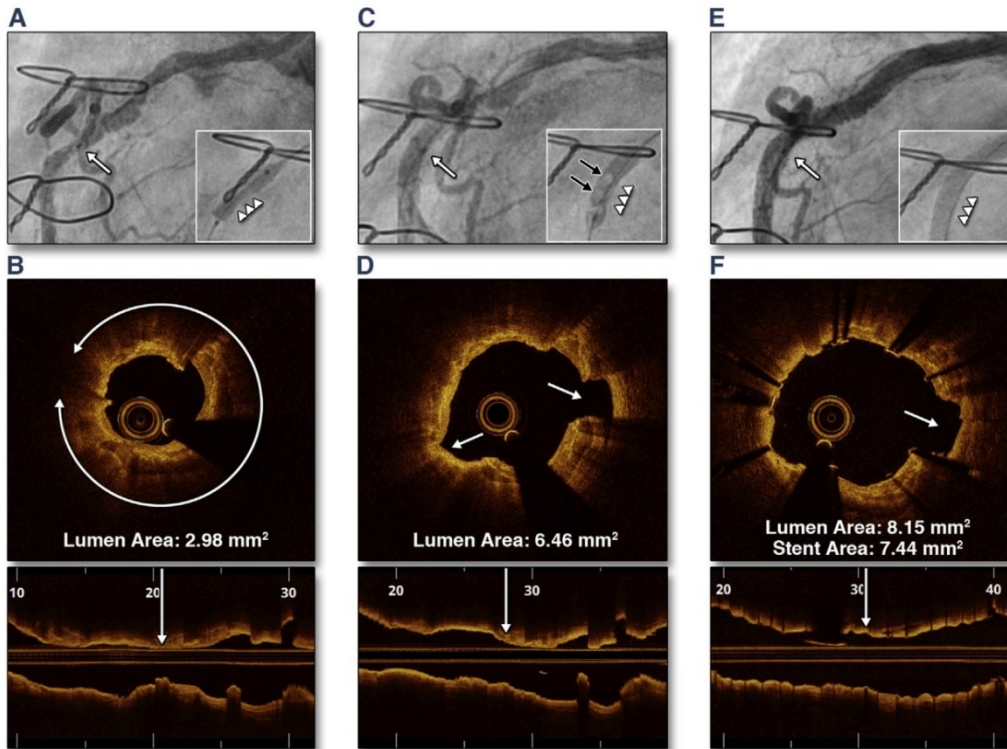 A
C
E
B
D
F
Lumen Area: 2.98 mm²
Lumen Area: 6.46 mm²
Lumen Area: 8.15 mm²
Stent Area: 7.44 mm²
10 20 30
20 30
20 30 40